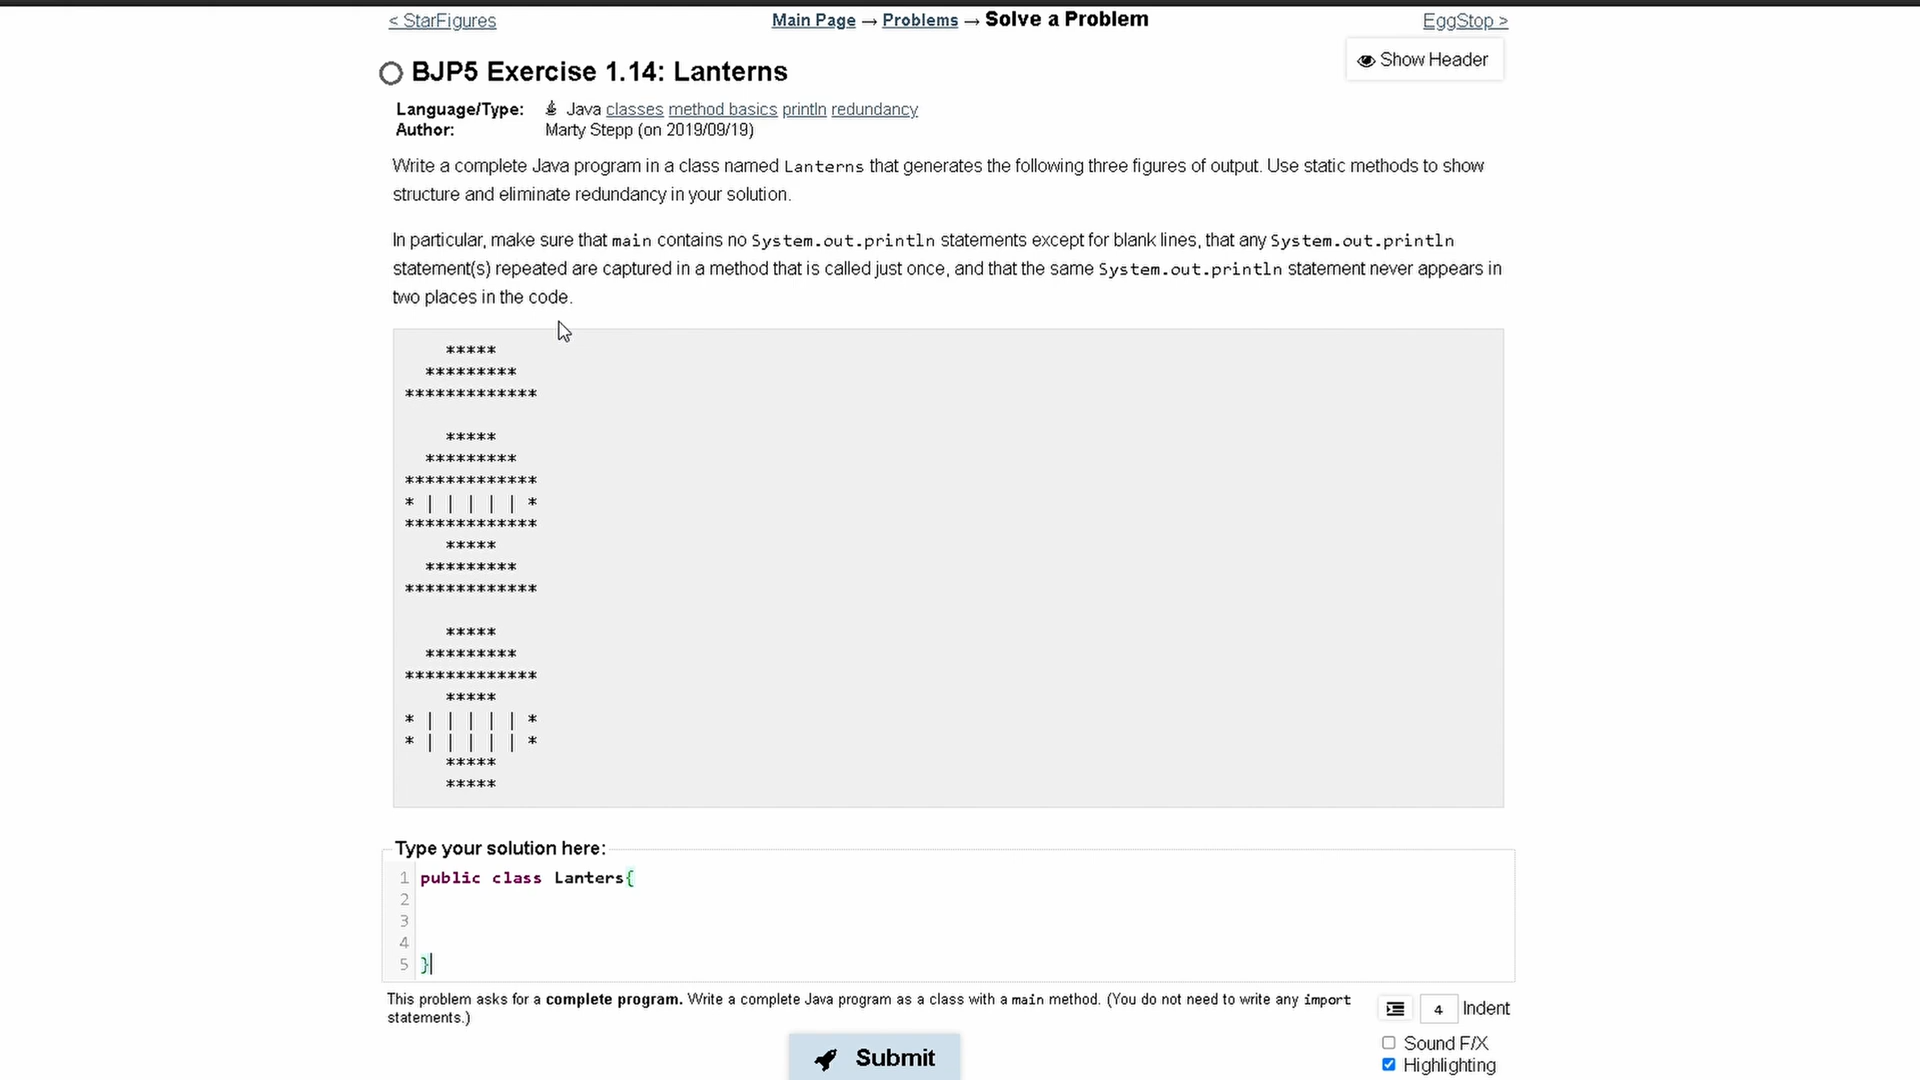 < StarFigures
Main Page → Problems → Solve a Problem
EggStop >
Show Header
BJP5 Exercise 1.14: Lanterns
Language/Type: Java classes method basics println redundancy
Author: Marty Stepp (on 2019/09/19)
Write a complete Java program in a class named Lanterns that generates the following three figures of output. Use static methods to show
structure and eliminate redundancy in your solution.
In particular, make sure that main contains no System.out.println statements except for blank lines, that any System.out.println
statement(s) repeated are captured in a method that is called just once, and that the same System.out.println statement never appears in
two places in the code.
    *****
  *********
*************

    *****
  *********
*************
* | | | | | *
*************
    *****
  *********
*************

    *****
  *********
*************
    *****
* | | | | | *
* | | | | | *
    *****
    *****
Type your solution here:
1 public class Lanters{
2
3
4
5 }
This problem asks for a complete program. Write a complete Java program as a class with a main method. (You do not need to write any import
statements.)
4 Indent
Sound F/X
Highlighting
Submit